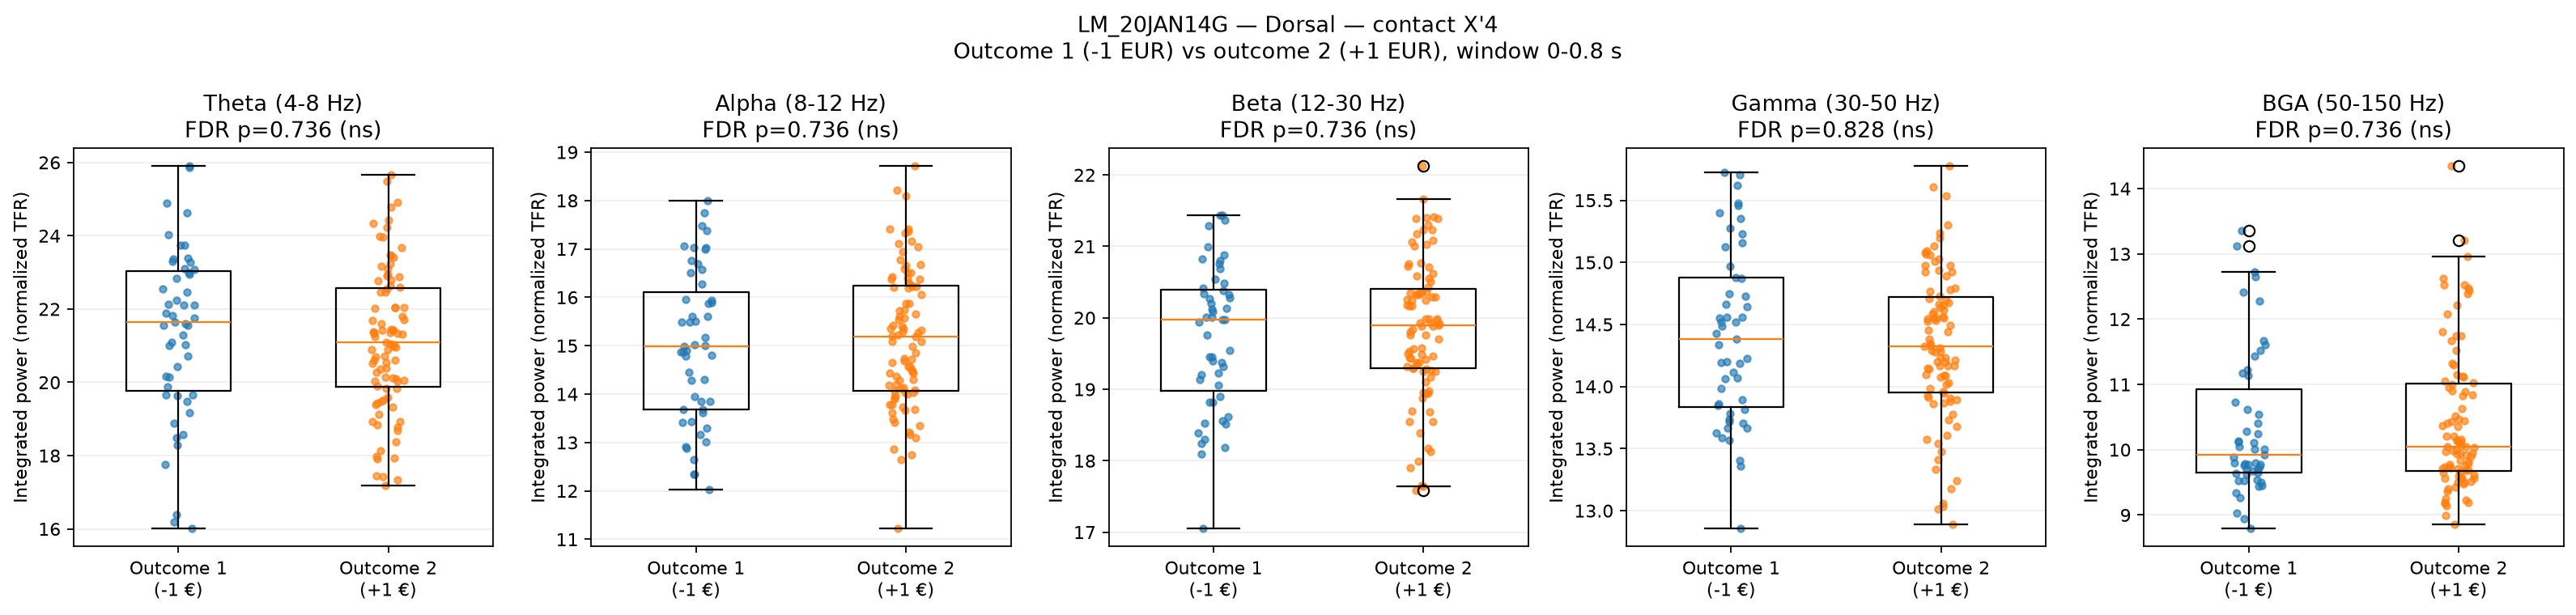 LM_20JAN14G — Dorsal — contact X'4
Outcome 1 (-1 EUR) vs outcome 2 (+1 EUR), window 0-0.8 s
Theta (4-8 Hz)
FDR p=0.736 (ns)
Integrated power (normalized TFR)
26
24
22
20
18
16
Outcome 1
(-1 €)
Outcome 2
(+1 €)
Alpha (8-12 Hz)
FDR p=0.736 (ns)
Integrated power (normalized TFR)
19
18
17
16
15
14
13
12
11
Outcome 1
(-1 €)
Outcome 2
(+1 €)
Beta (12-30 Hz)
FDR p=0.736 (ns)
Integrated power (normalized TFR)
22
21
20
19
18
17
Outcome 1
(-1 €)
Outcome 2
(+1 €)
Gamma (30-50 Hz)
FDR p=0.828 (ns)
Integrated power (normalized TFR)
15.5
15.0
14.5
14.0
13.5
13.0
Outcome 1
(-1 €)
Outcome 2
(+1 €)
BGA (50-150 Hz)
FDR p=0.736 (ns)
Integrated power (normalized TFR)
14
13
12
11
10
9
Outcome 1
(-1 €)
Outcome 2
(+1 €)